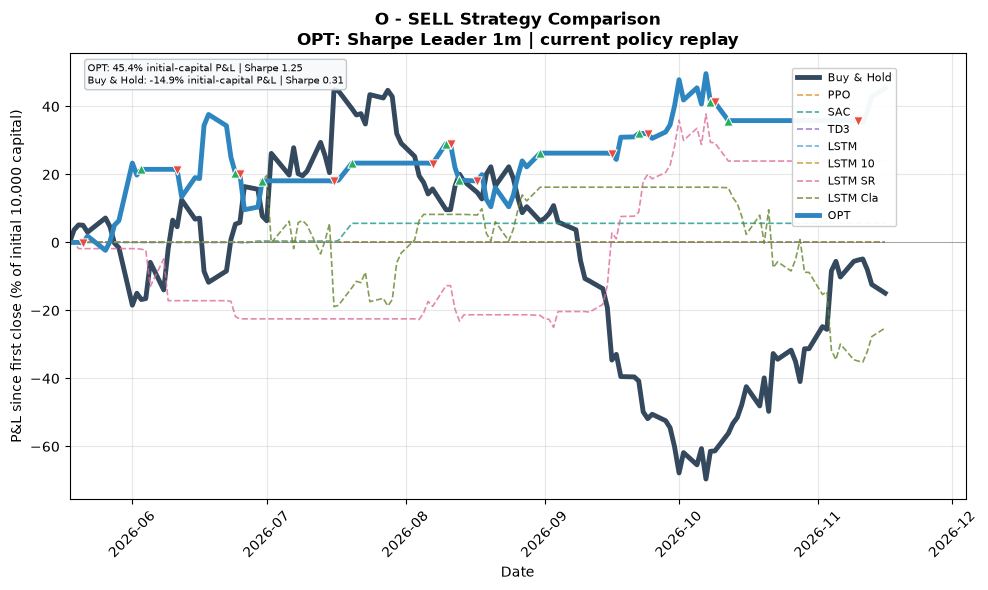 O - SELL Strategy Comparison
OPT: Sharpe Leader 1m | current policy replay
OPT: 45.4% initial-capital P&L | Sharpe 1.25
Buy & Hold: -14.9% initial-capital P&L | Sharpe 0.31
Buy & Hold
PPO
SAC
TD3
LSTM
LSTM 10
LSTM SR
LSTM Cla
OPT
P&L since first close (% of initial 10,000 capital)
40
20
0
−20
−40
−60
2026-06
2026-07
2026-08
2026-09
2026-10
2026-11
2026-12
Date